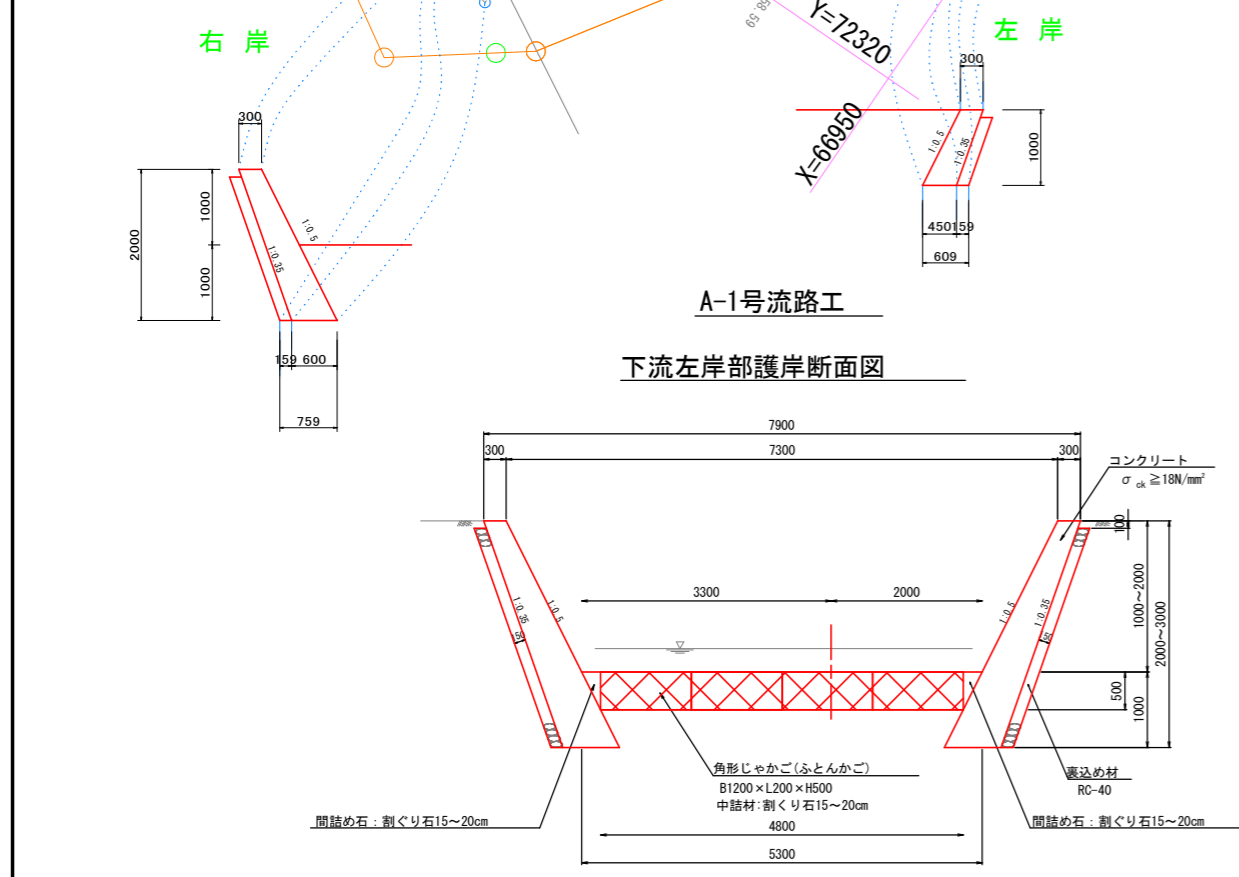 右 岸
左 岸
58.59
Y=72320
X=66950
300
1:0.5
1:0.35
1000
450
159
609
300
2000
1000
1000
1:0.5
1:0.35
159
600
759
A-1号流路工
下流左岸部護岸断面図
7900
300
7300
300
コンクリート
σck≧18N/mm²
100
1:0.35
1:0.5
3300
2000
1:0.5
1:0.35
1000~2000
2000~3000
500
1000
角形じゃかご(ふとんかご)
B1200×L200×H500
中詰材:割くり石15~20cm
裏込め材
RC-40
間詰め石:割ぐり石15~20cm
間詰め石:割ぐり石15~20cm
4800
5300